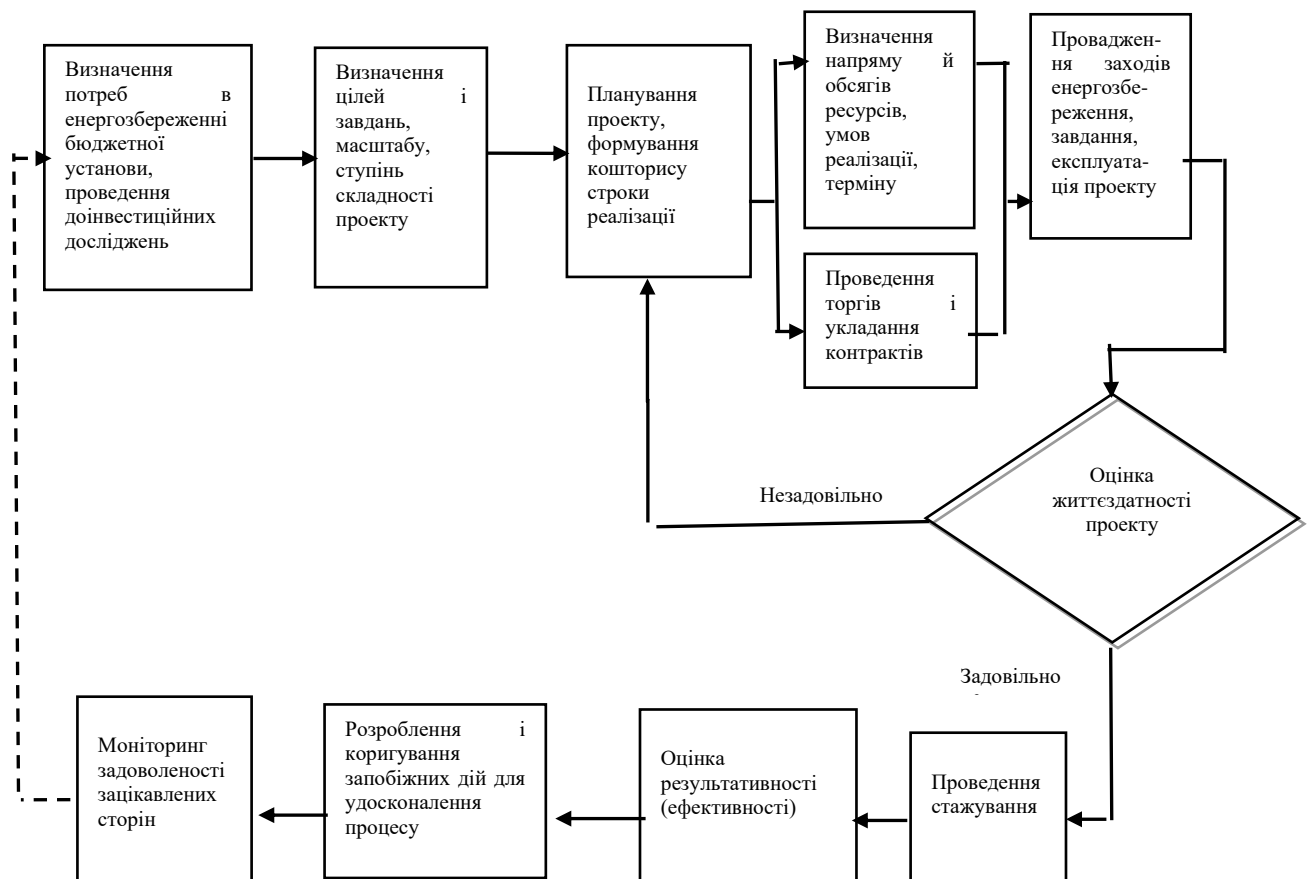 Визначення
потреб в
енергозбереженні
бюджетної
установи,
проведення
доінвестиційних
досліджень
Визначення
цілей і
завдань,
масштабу,
ступінь
складності
проекту
Планування
проекту,
формування
кошторису
строки
реалізації
Визначення
напряму й
обсягів
ресурсів,
умов
реалізації,
терміну
Проведення
торгів і
укладання
контрактів
Проваджен-
ня заходів
енергозбе-
реження,
завдання,
експлуата-
ція проекту
Оцінка
життєздатності
проекту
Незадовільно
Задовільно
Проведення
стажування
Оцінка
результативності
(ефективності)
Розроблення і
коригування
запобіжних дій для
удосконалення
процесу
Моніторинг
задоволеності
зацікавлених
сторін